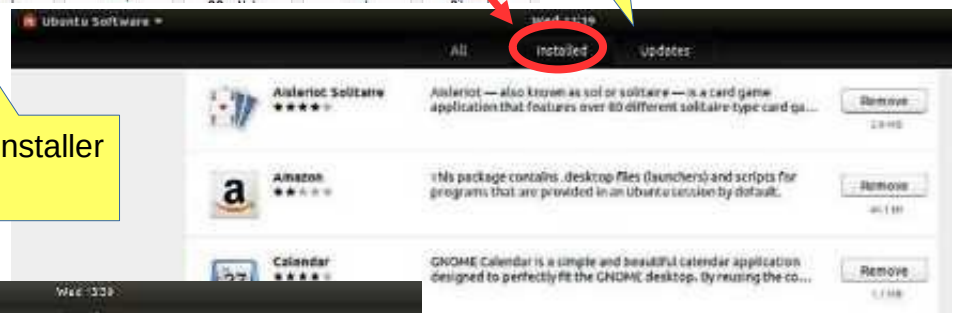 Ubuntu Software
Wed
All Installed Updates
Aisleriot Solitaire
Aisleriot — also known as sol or solitaire — is a card game
application that features over 80 different solitaire-type card ga...
Remove
nstaller
Amazon
This package contains .desktop files (launchers) and scripts for
programs that are provided in an Ubuntu session by default.
Remove
Calendar
GNOME Calendar is a simple and beautiful calendar application
designed to perfectly fit the GNOME desktop. By reusing the co...
Remove
27
Wed